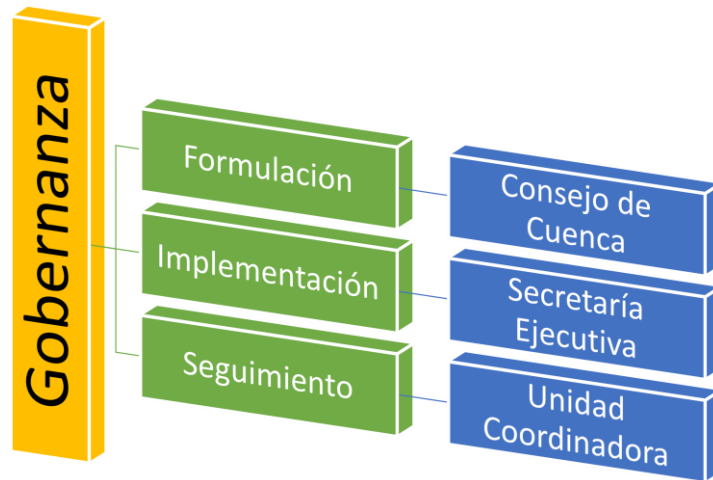 Gobernanza
Formulación
Consejo de
Cuenca
Implementación
Secretaría
Ejecutiva
Seguimiento
Unidad
Coordinadora